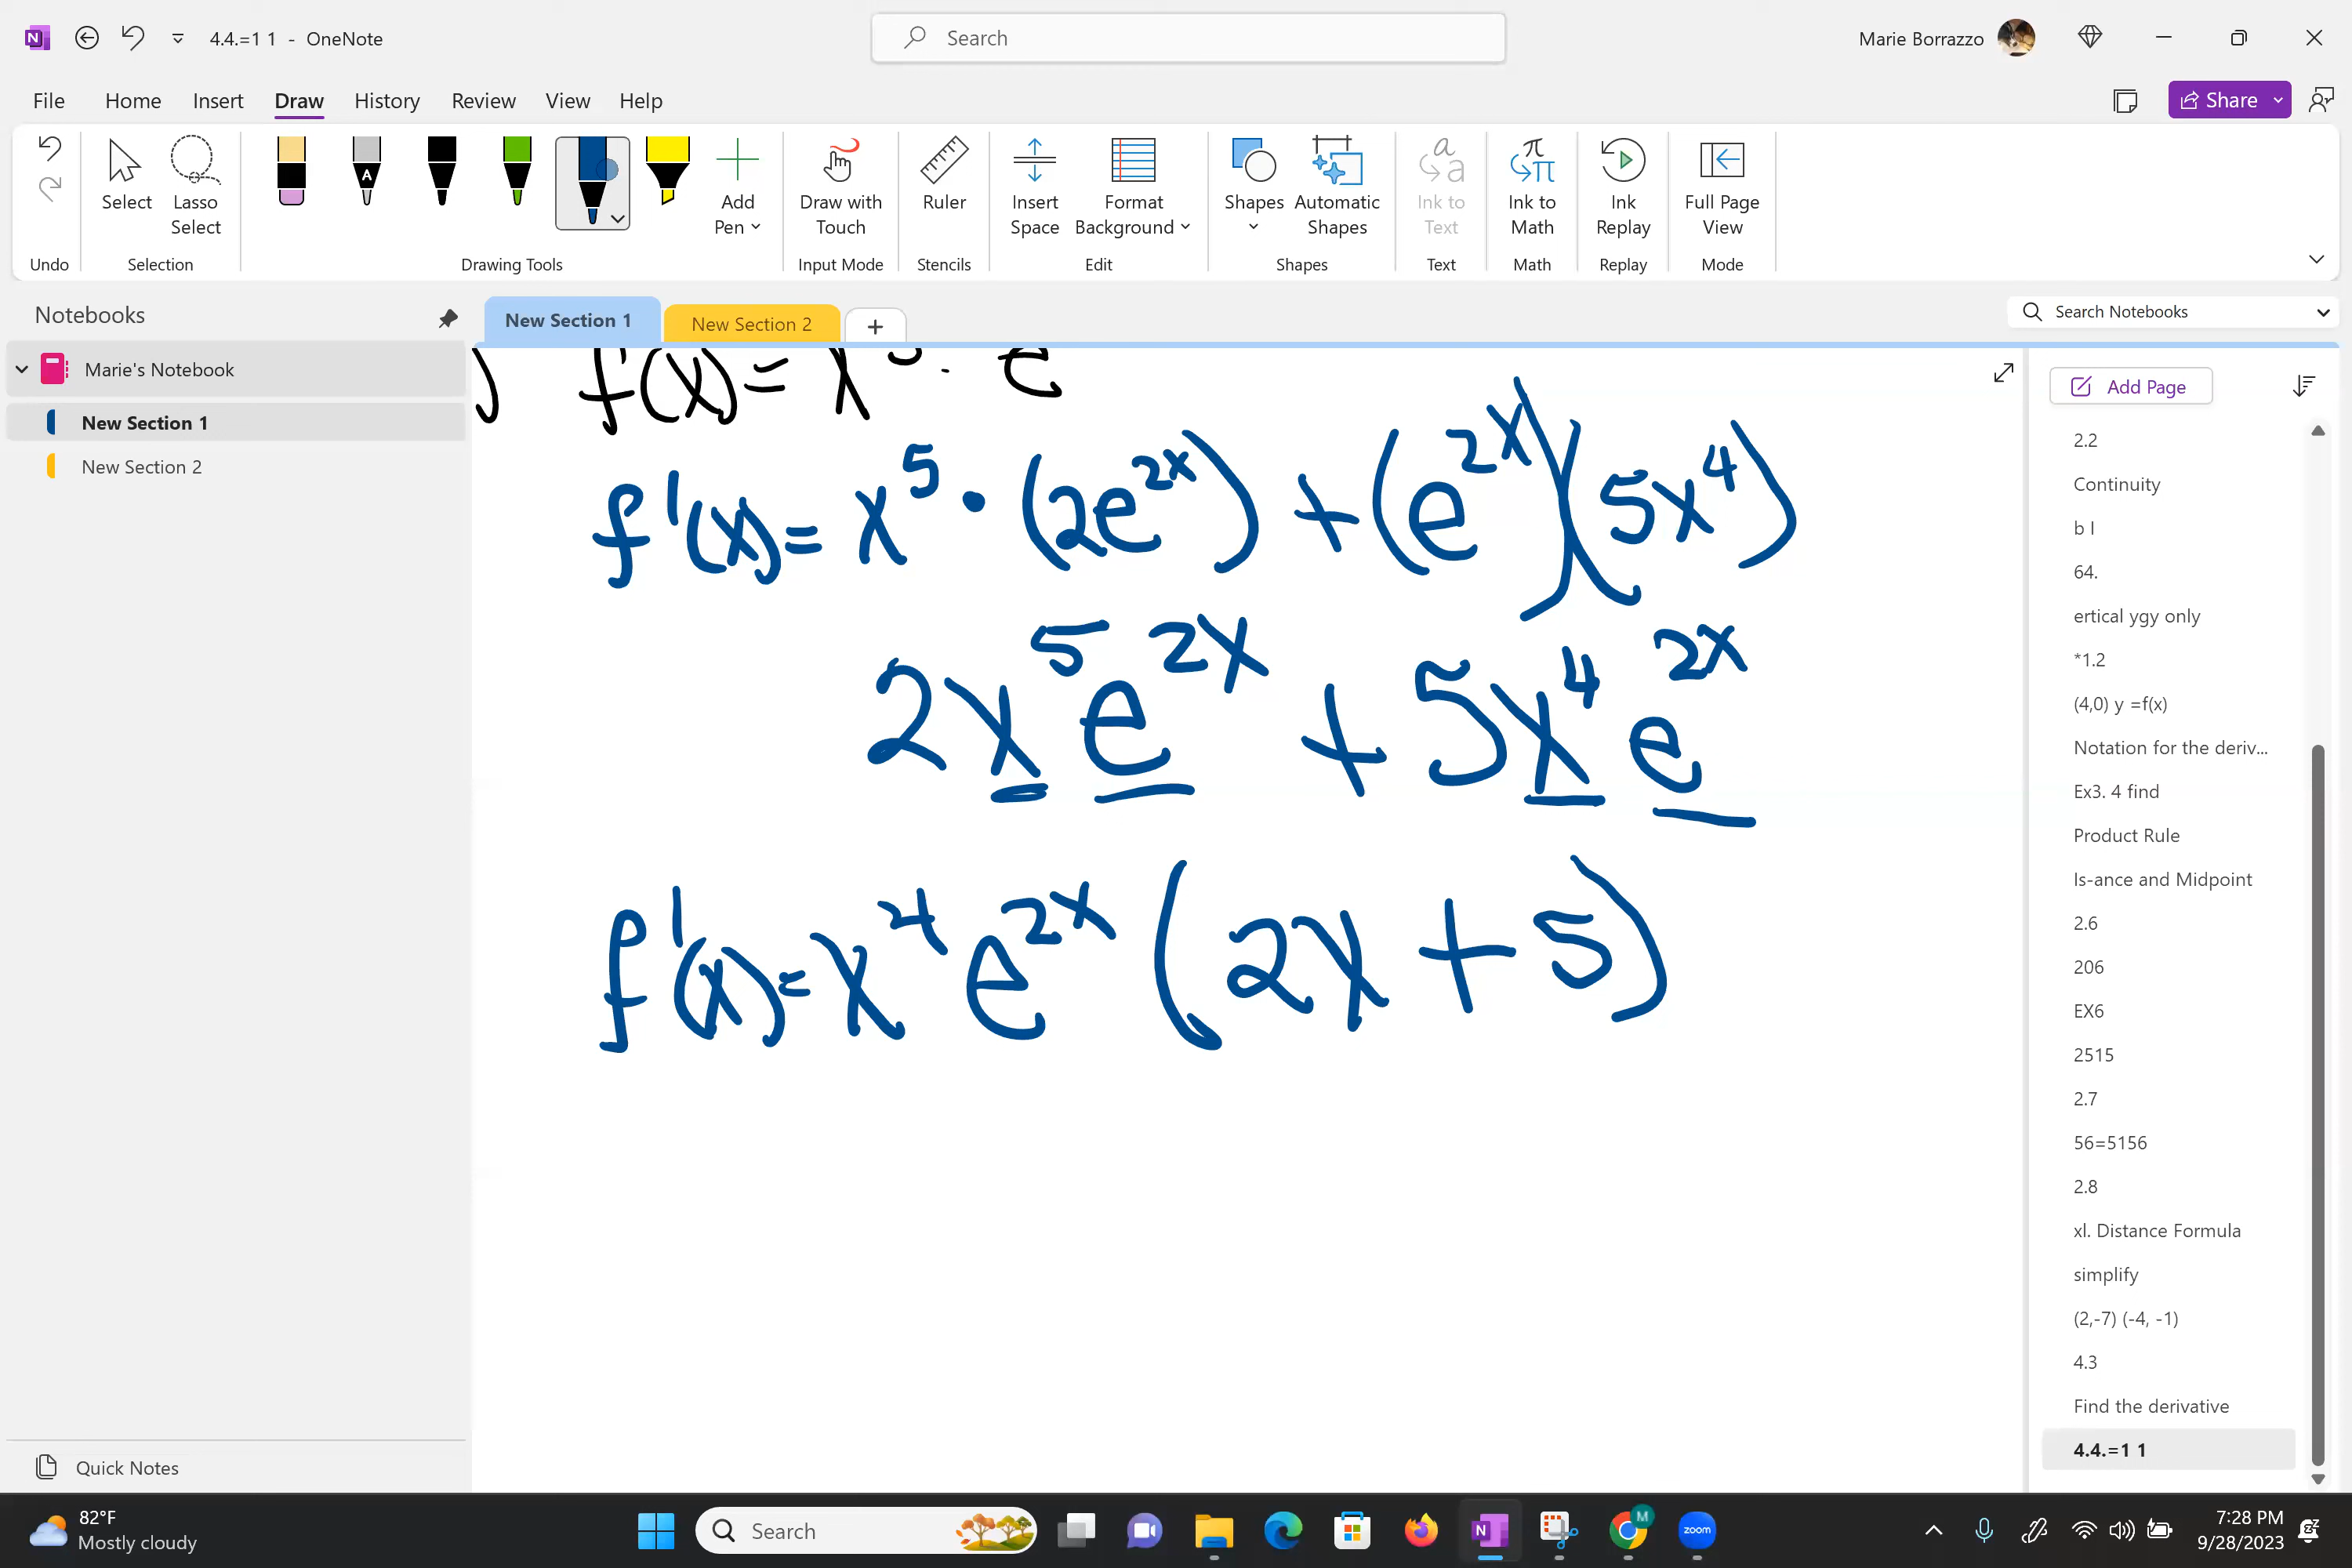 4.4.=1 1 - OneNote
Search
Marie Borrazzo
File Home Insert Draw History Review View Help
Share
Undo
Select
Lasso Select
Selection
A
Drawing Tools
Add Pen
Draw with Touch
Input Mode
Ruler
Stencils
Insert Space
Format Background
Edit
Shapes
Automatic Shapes
Shapes
Ink to Text
Text
Ink to Math
Math
Ink Replay
Replay
Full Page View
Mode
Notebooks
Marie's Notebook
New Section 1
New Section 2
Quick Notes
New Section 1
New Section 2
+
Search Notebooks
f(x) = x⁵ · e
f'(x) = x⁵ • (2e²ˣ) + (e²ˣ)(5x⁴)
2x⁵e²ˣ + 5x⁴e²ˣ
f'(x) = x⁴e²ˣ(2x + 5)
Add Page
2.2
Continuity
b l
64.
ertical ygy only
*1.2
(4,0) y =f(x)
Notation for the deriv...
Ex3. 4 find
Product Rule
Is-ance and Midpoint
2.6
206
EX6
2515
2.7
56=5156
2.8
xl. Distance Formula
simplify
(2,-7) (-4, -1)
4.3
Find the derivative
4.4.=1 1
82°F
Mostly cloudy
Search
N
M
zoom
7:28 PM
9/28/2023